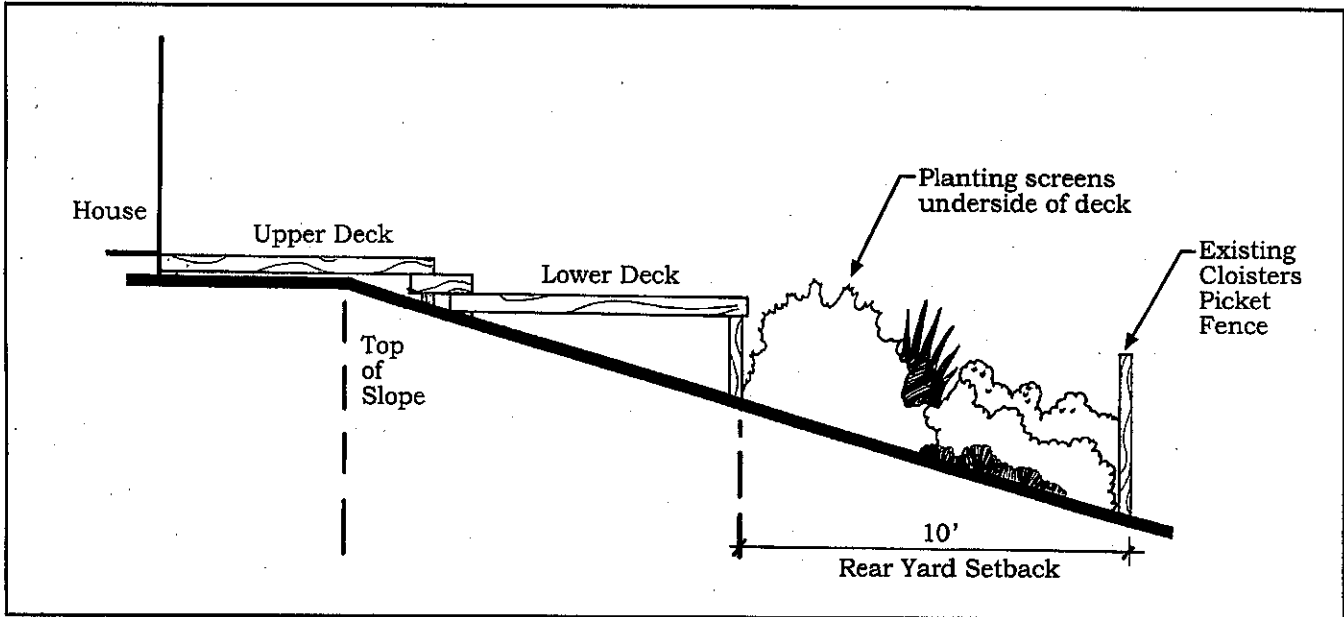 House
Upper Deck
Lower Deck
Planting screens
underside of deck
Existing
Cloisters
Picket
Fence
Top
of
Slope
10'
Rear Yard Setback